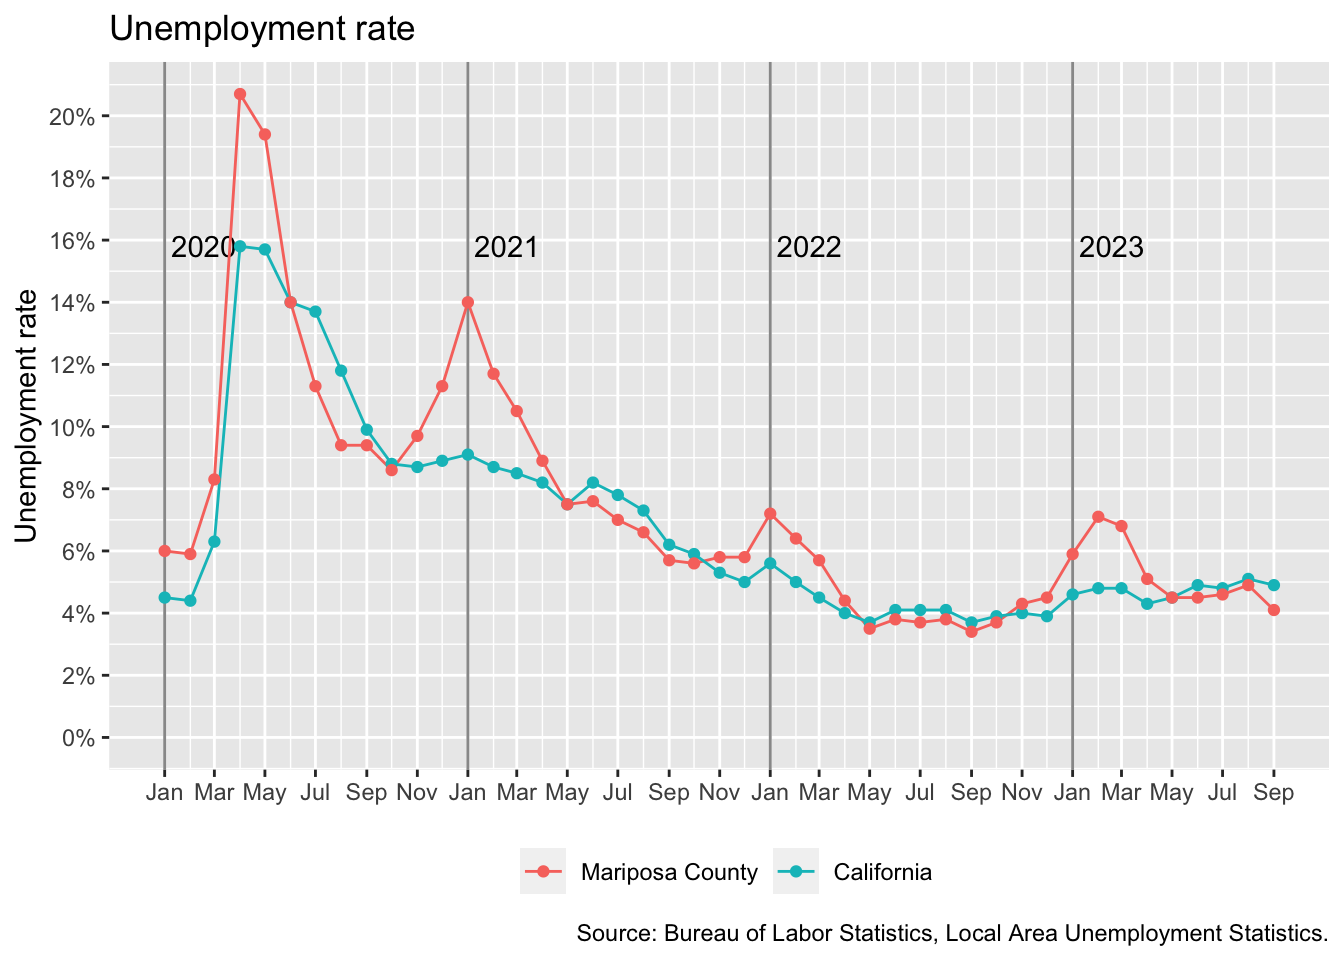 Unemployment rate
Unemployment rate
20%
18%
16%
14%
12%
10%
8%
6%
4%
2%
0%
2020 2021 2022 2023
Jan Mar May Jul Sep Nov Jan Mar May Jul Sep Nov Jan Mar May Jul Sep Nov Jan Mar May Jul Sep
Mariposa County California
Source: Bureau of Labor Statistics, Local Area Unemployment Statistics.